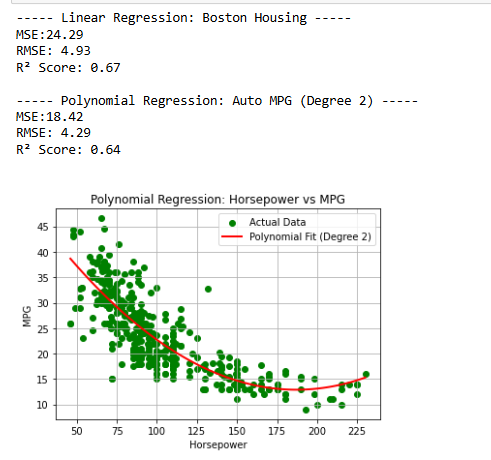 ----- Linear Regression: Boston Housing -----
MSE:24.29
RMSE: 4.93
R² Score: 0.67
----- Polynomial Regression: Auto MPG (Degree 2) -----
MSE:18.42
RMSE: 4.29
R² Score: 0.64
Polynomial Regression: Horsepower vs MPG
Actual Data
Polynomial Fit (Degree 2)
45
40
35
30
25
20
15
10
MPG
50 75 100 125 150 175 200 225
Horsepower